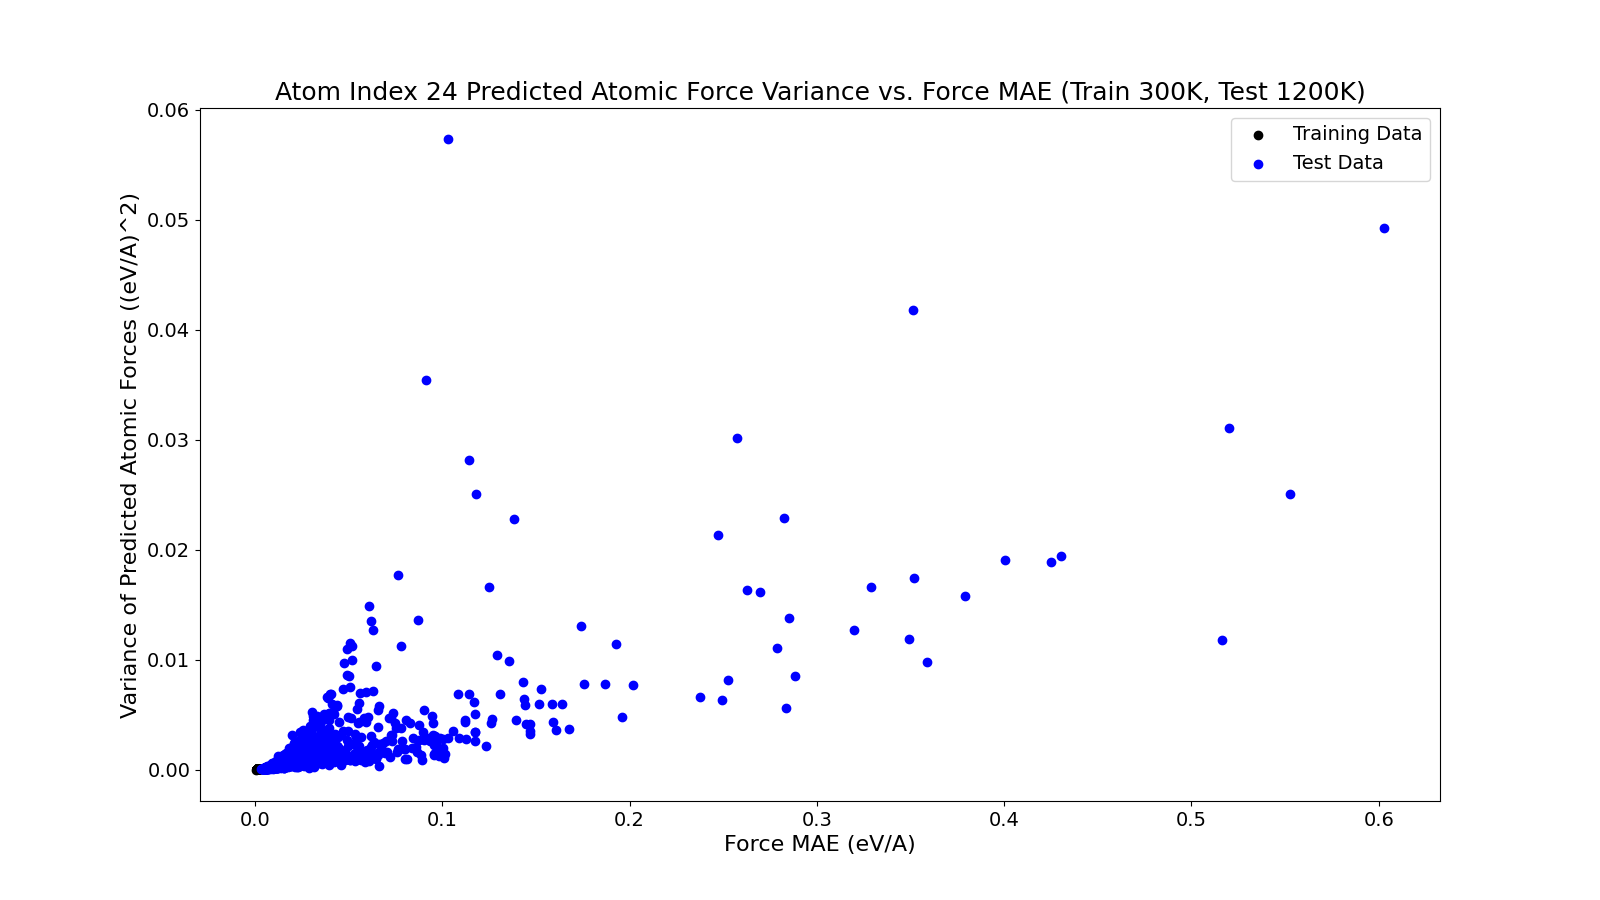 Atom Index 24 Predicted Atomic Force Variance vs. Force MAE (Train 300K, Test 1200K)
Training Data
Test Data
Variance of Predicted Atomic Forces ((eV/A)^2)
0.06
0.05
0.04
0.03
0.02
0.01
0.00
0.0 0.1 0.2 0.3 0.4 0.5 0.6
Force MAE (eV/A)